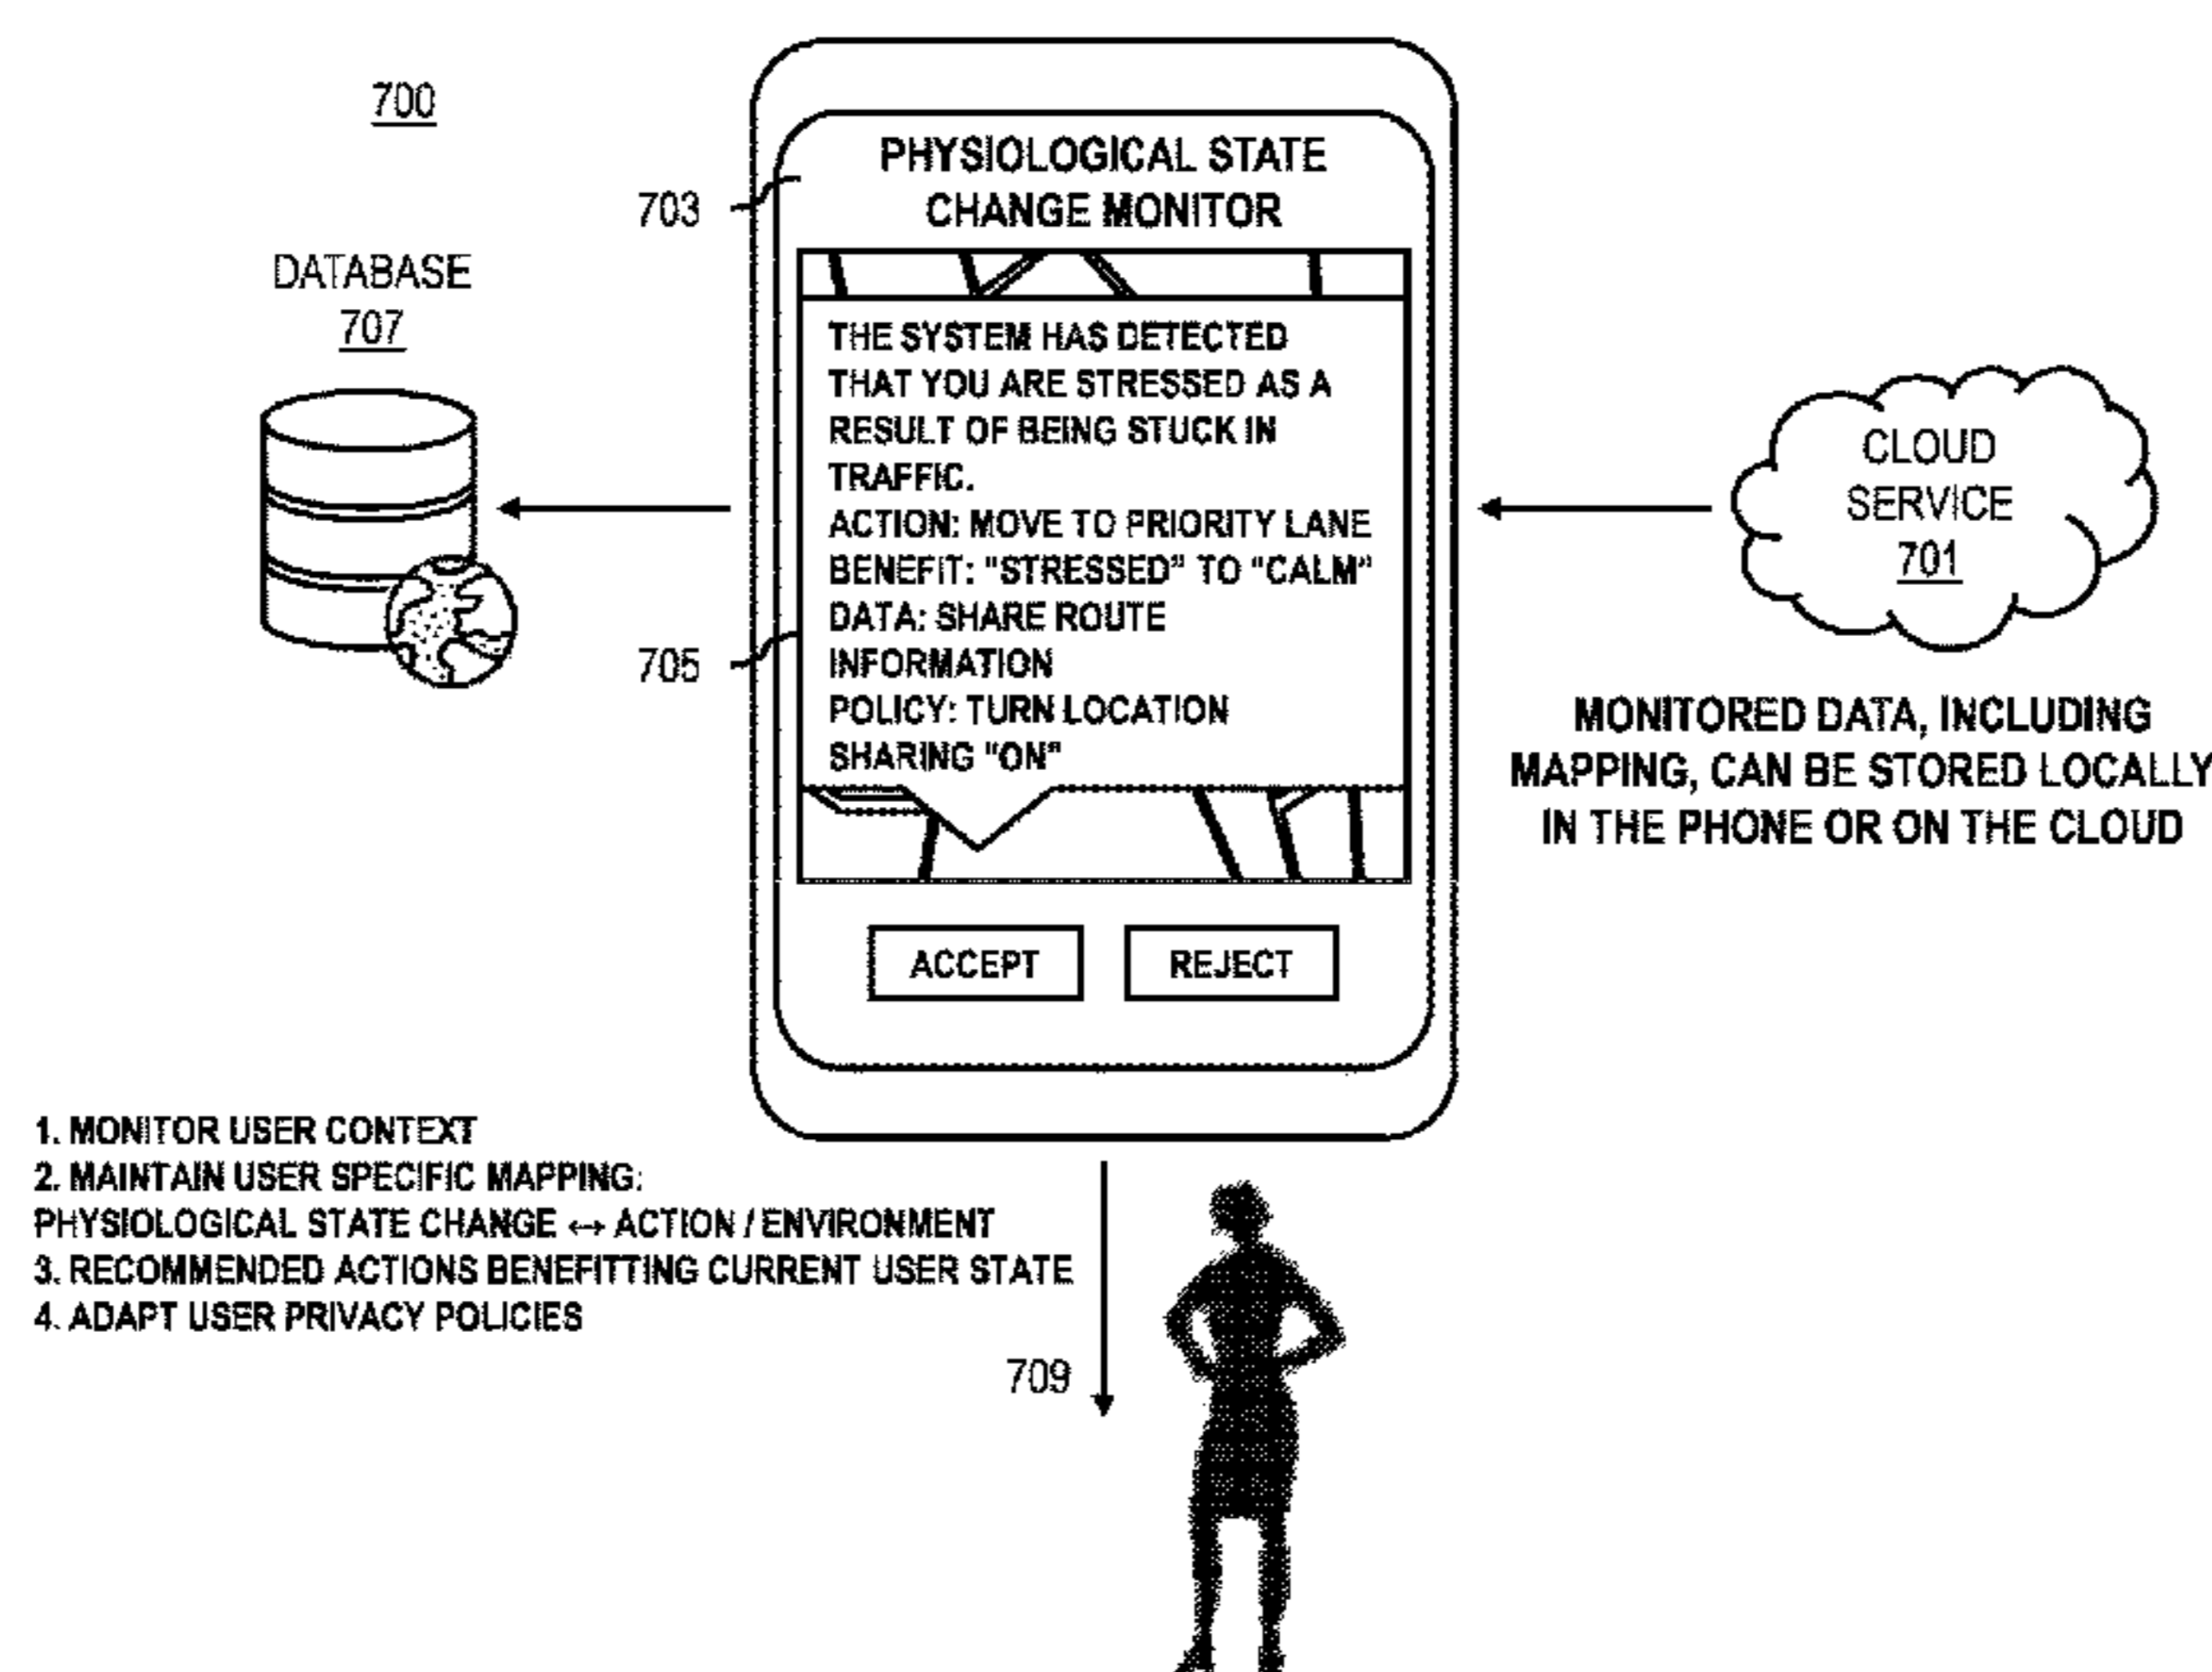 700
703
PHYSIOLOGICAL STATE
CHANGE MONITOR
DATABASE
707
THE SYSTEM HAS DETECTED
THAT YOU ARE STRESSED AS A
RESULT OF BEING STUCK IN
TRAFFIC.
ACTION: MOVE TO PRIORITY LANE
BENEFIT: "STRESSED" TO "CALM"
DATA: SHARE ROUTE
INFORMATION
POLICY: TURN LOCATION
SHARING "ON"
705
ACCEPT
REJECT
CLOUD
SERVICE
701
MONITORED DATA, INCLUDING
MAPPING, CAN BE STORED LOCALLY
IN THE PHONE OR ON THE CLOUD
1. MONITOR USER CONTEXT
2. MAINTAIN USER SPECIFIC MAPPING:
PHYSIOLOGICAL STATE CHANGE ↔ ACTION / ENVIRONMENT
3. RECOMMENDED ACTIONS BENEFITTING CURRENT USER STATE
4. ADAPT USER PRIVACY POLICIES
709